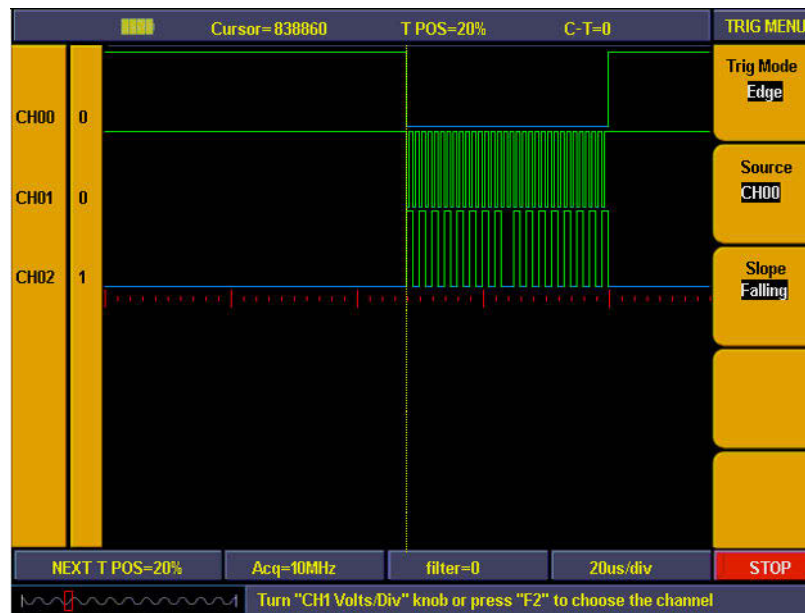 Cursor=838860 T POS=20% C-T=0 TRIG MENU
Trig Mode
Edge
CH00 0
Source
CH01 0 CH00
Slope
CH02 1 Falling
NEXT T POS=20% Acq=10MHz filter=0 20us/div STOP
Turn "CH1 Volts/Div" knob or press "F2" to choose the channel